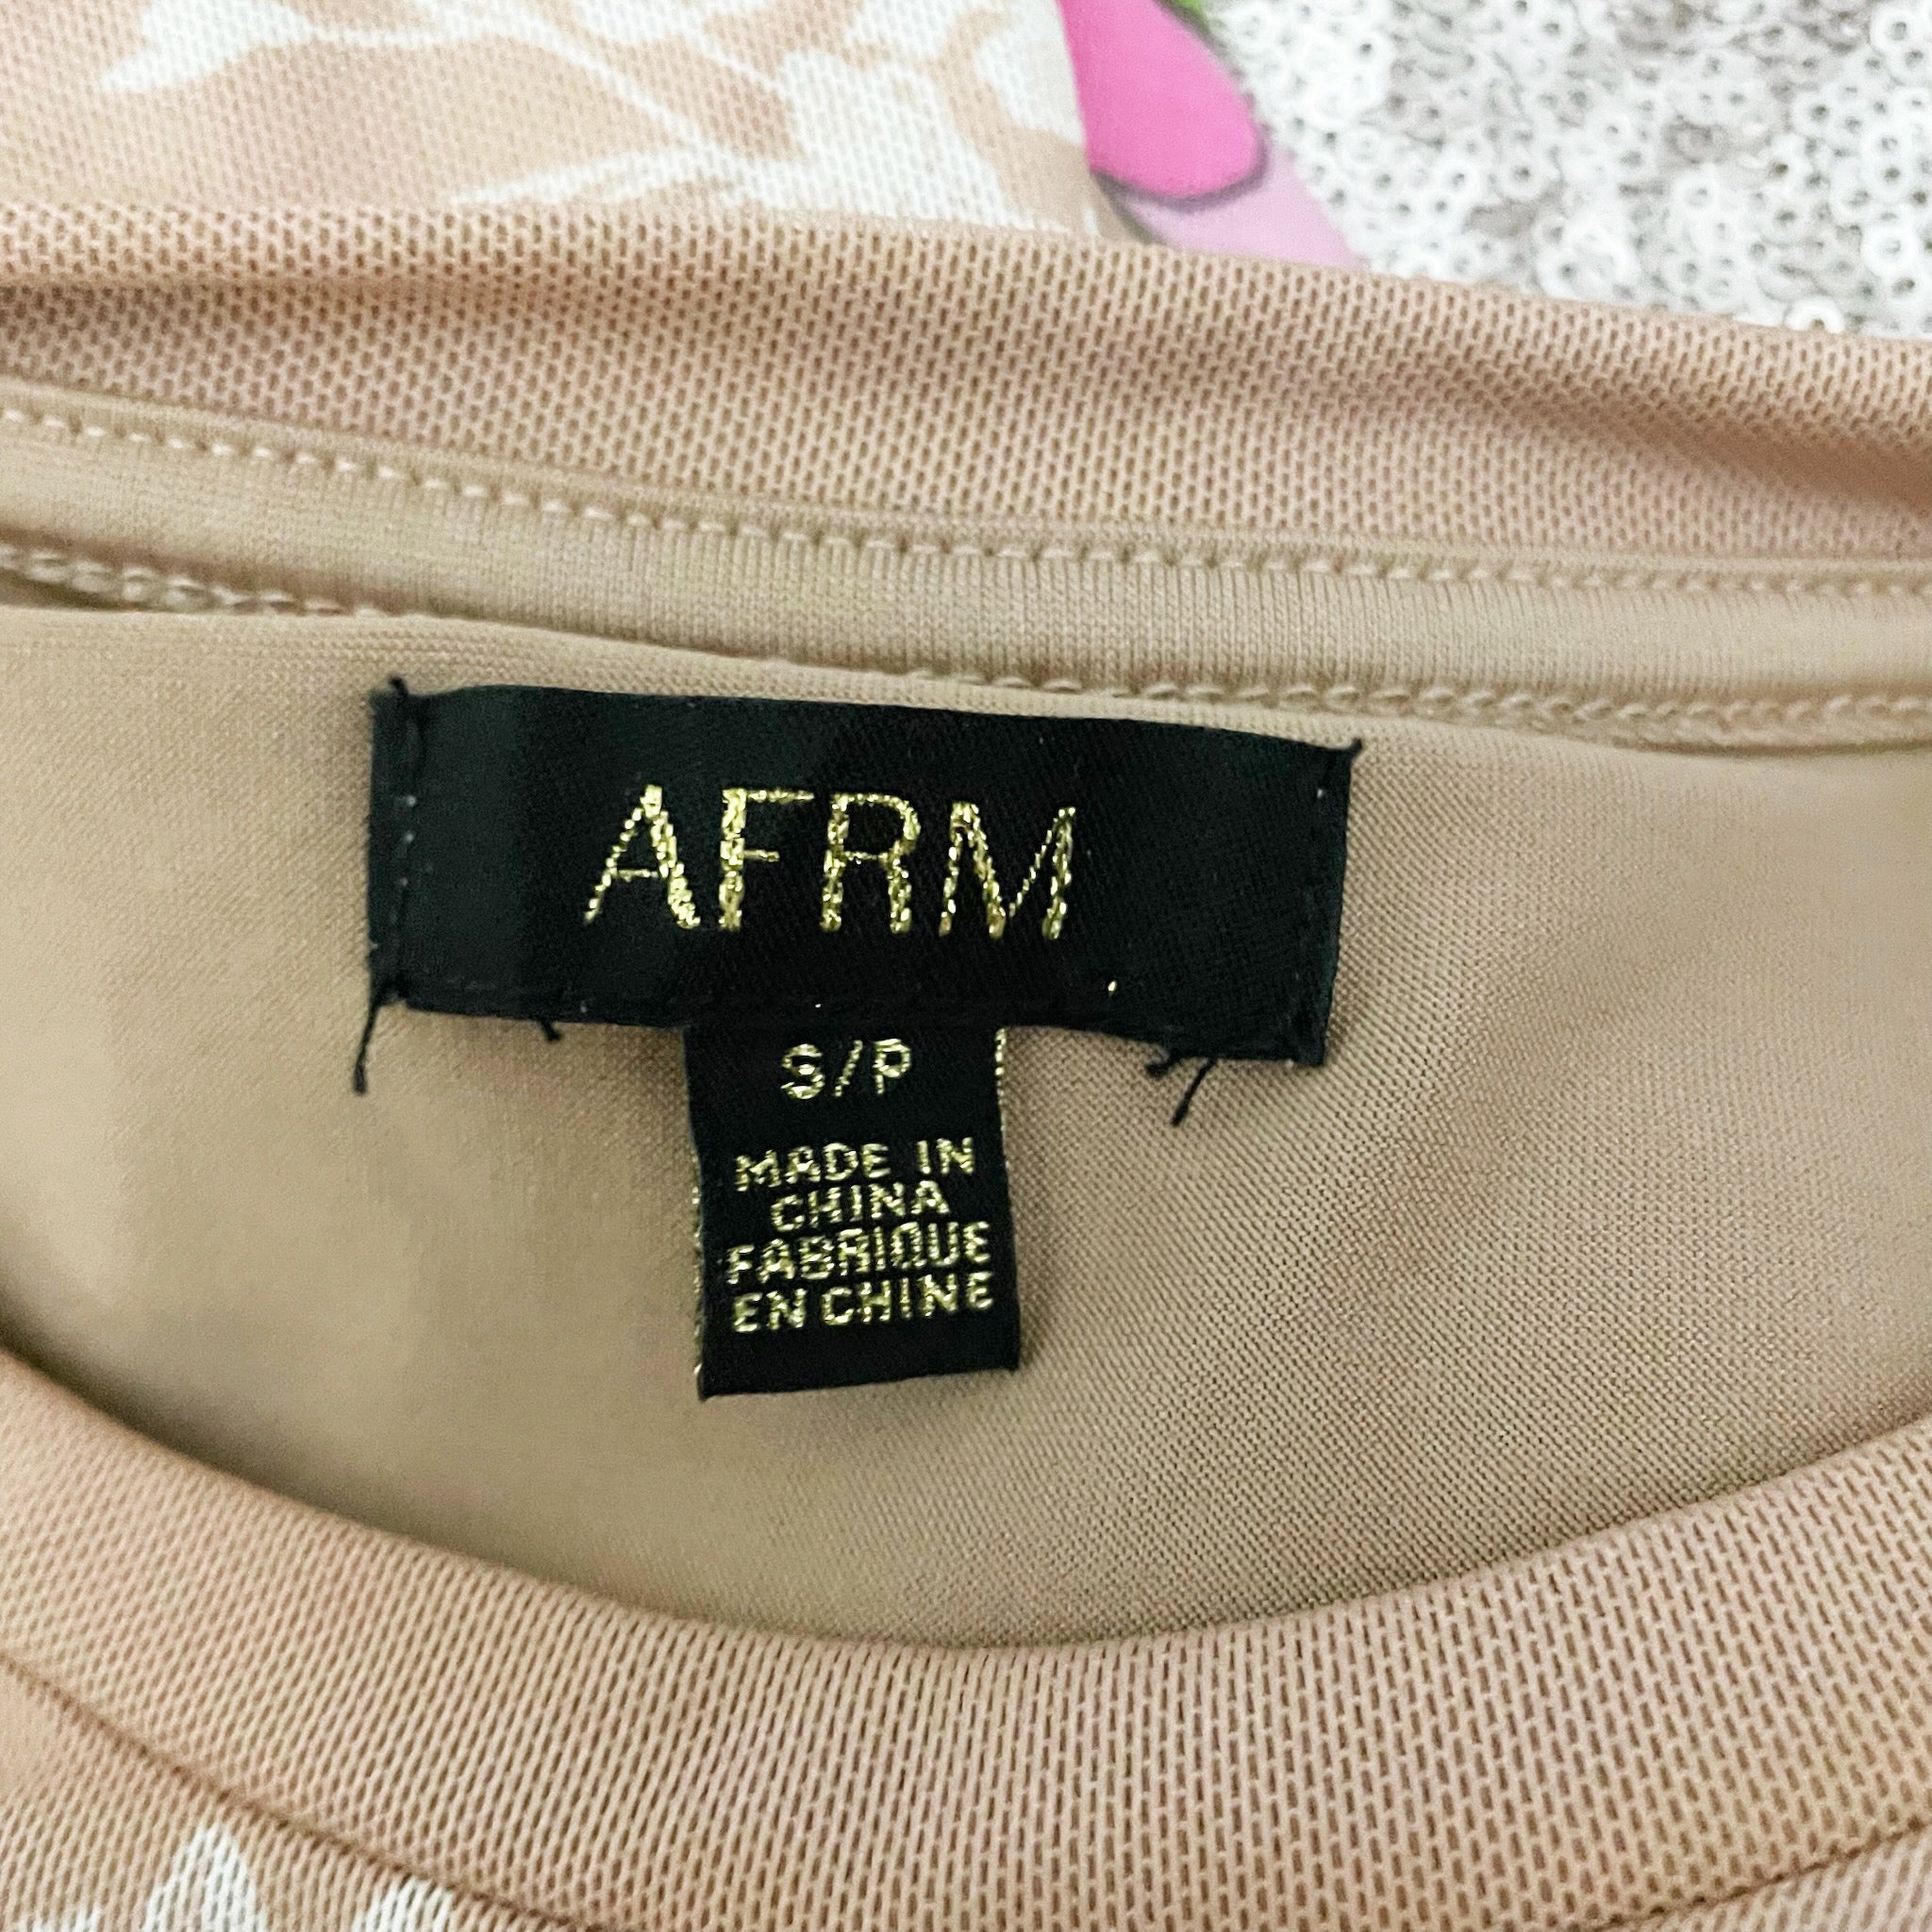 AFRM
S/P
MADE IN
CHINA
FABRIQUE
EN CHINE